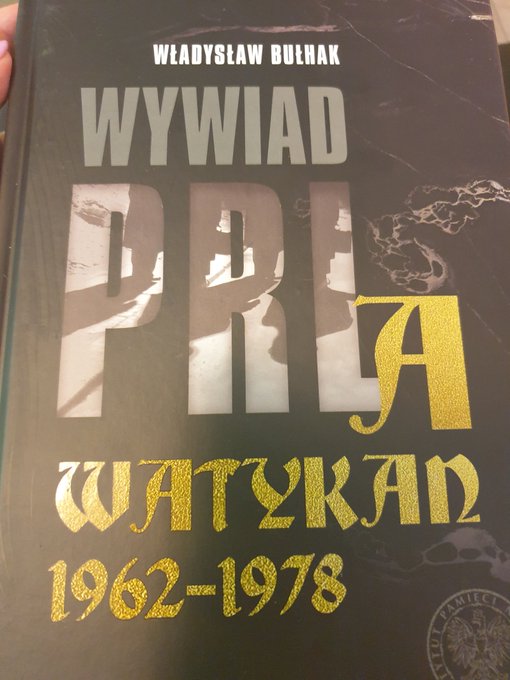 WŁADYSŁAW BUŁHAK
WYWIAD
PRL
A
WATYKAN
1962–1978